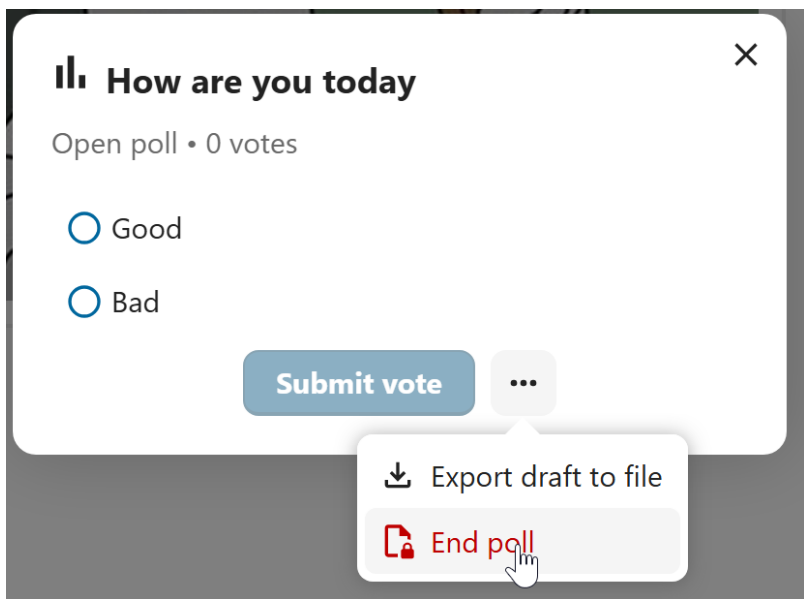 How are you today
Open poll • 0 votes
Good
Bad
Submit vote
Export draft to file
End poll